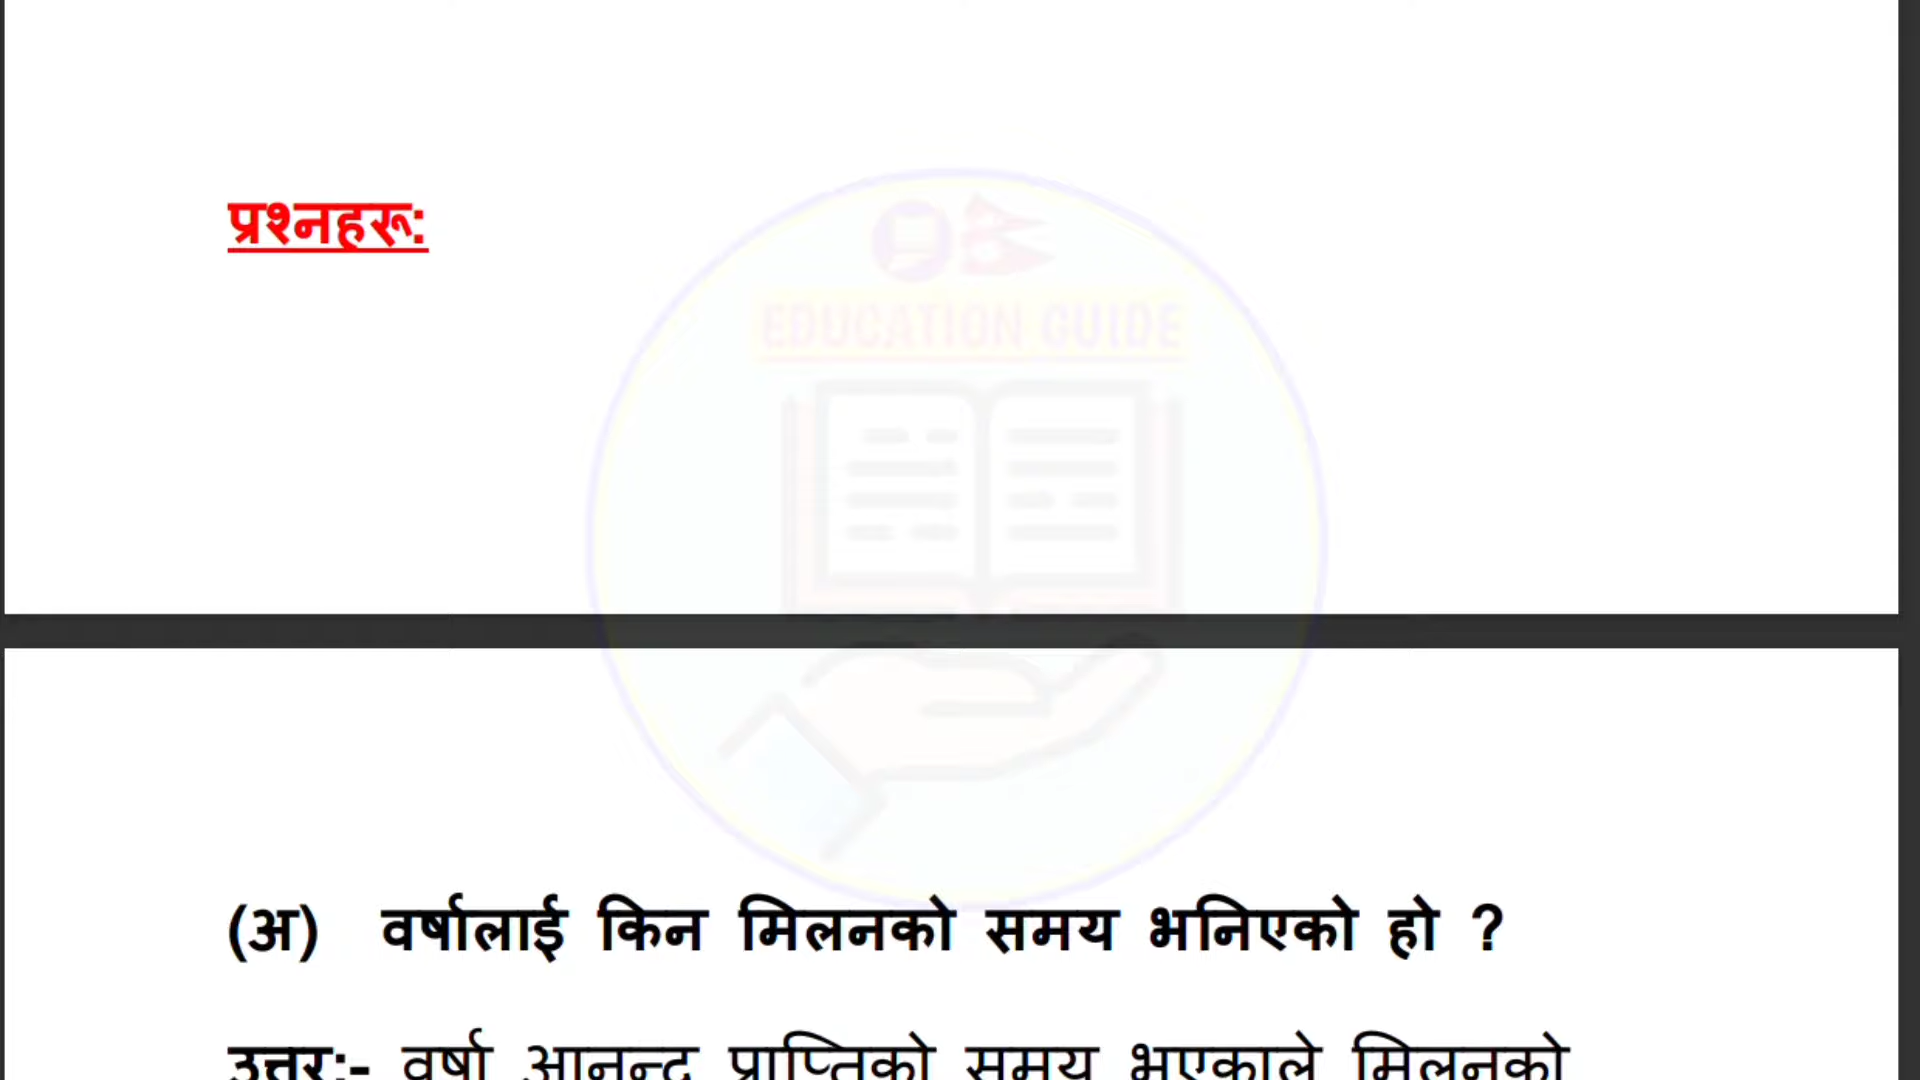 प्रश्नहरू:
EDUCATION GUIDE
(अ) वर्षालाई किन मिलनको समय भनिएको हो ?
उत्तर:- वर्षा आनन्द प्राप्तिको समय भएकाले मिलनको